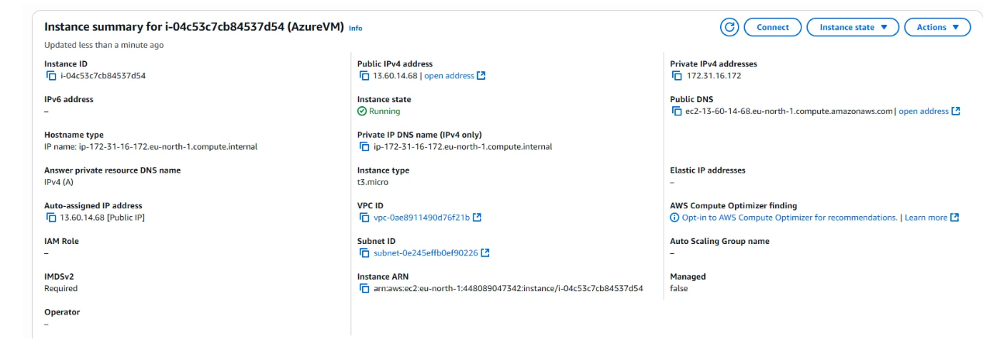 Instance summary for i-04c53c7cb84537d54 (AzureVM) Info
Connect
Instance state
Actions
Updated less than a minute ago
Instance ID
i-04c53c7cb84537d54
Public IPv4 address
13.60.14.68 | open address
Private IPv4 addresses
172.31.16.172
IPv6 address
–
Instance state
Running
Public DNS
ec2-13-60-14-68.eu-north-1.compute.amazonaws.com | open address
Hostname type
IP name: ip-172-31-16-172.eu-north-1.compute.internal
Private IP DNS name (IPv4 only)
ip-172-31-16-172.eu-north-1.compute.internal
Answer private resource DNS name
IPv4 (A)
Instance type
t3.micro
Elastic IP addresses
–
Auto-assigned IP address
13.60.14.68 [Public IP]
VPC ID
vpc-0ae8911490d76f21b
AWS Compute Optimizer finding
Opt-in to AWS Compute Optimizer for recommendations. | Learn more
IAM Role
–
Subnet ID
subnet-0e245effb0ef90226
Auto Scaling Group name
–
IMDSv2
Required
Instance ARN
arn:aws:ec2:eu-north-1:448089047342:instance/i-04c53c7cb84537d54
Managed
false
Operator
–